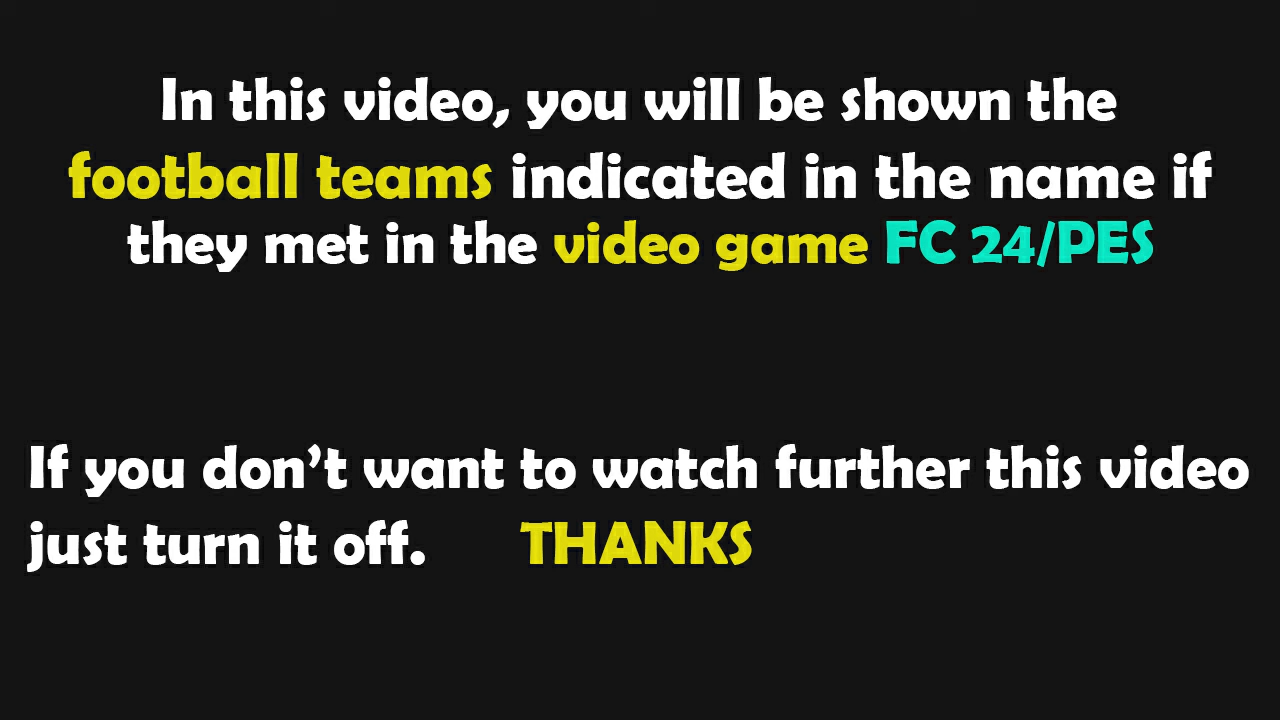 In this video, you will be shown the
football teams indicated in the name if
they met in the video game FC 24/PES
If you don't want to watch further this video
just turn it off. THANKS